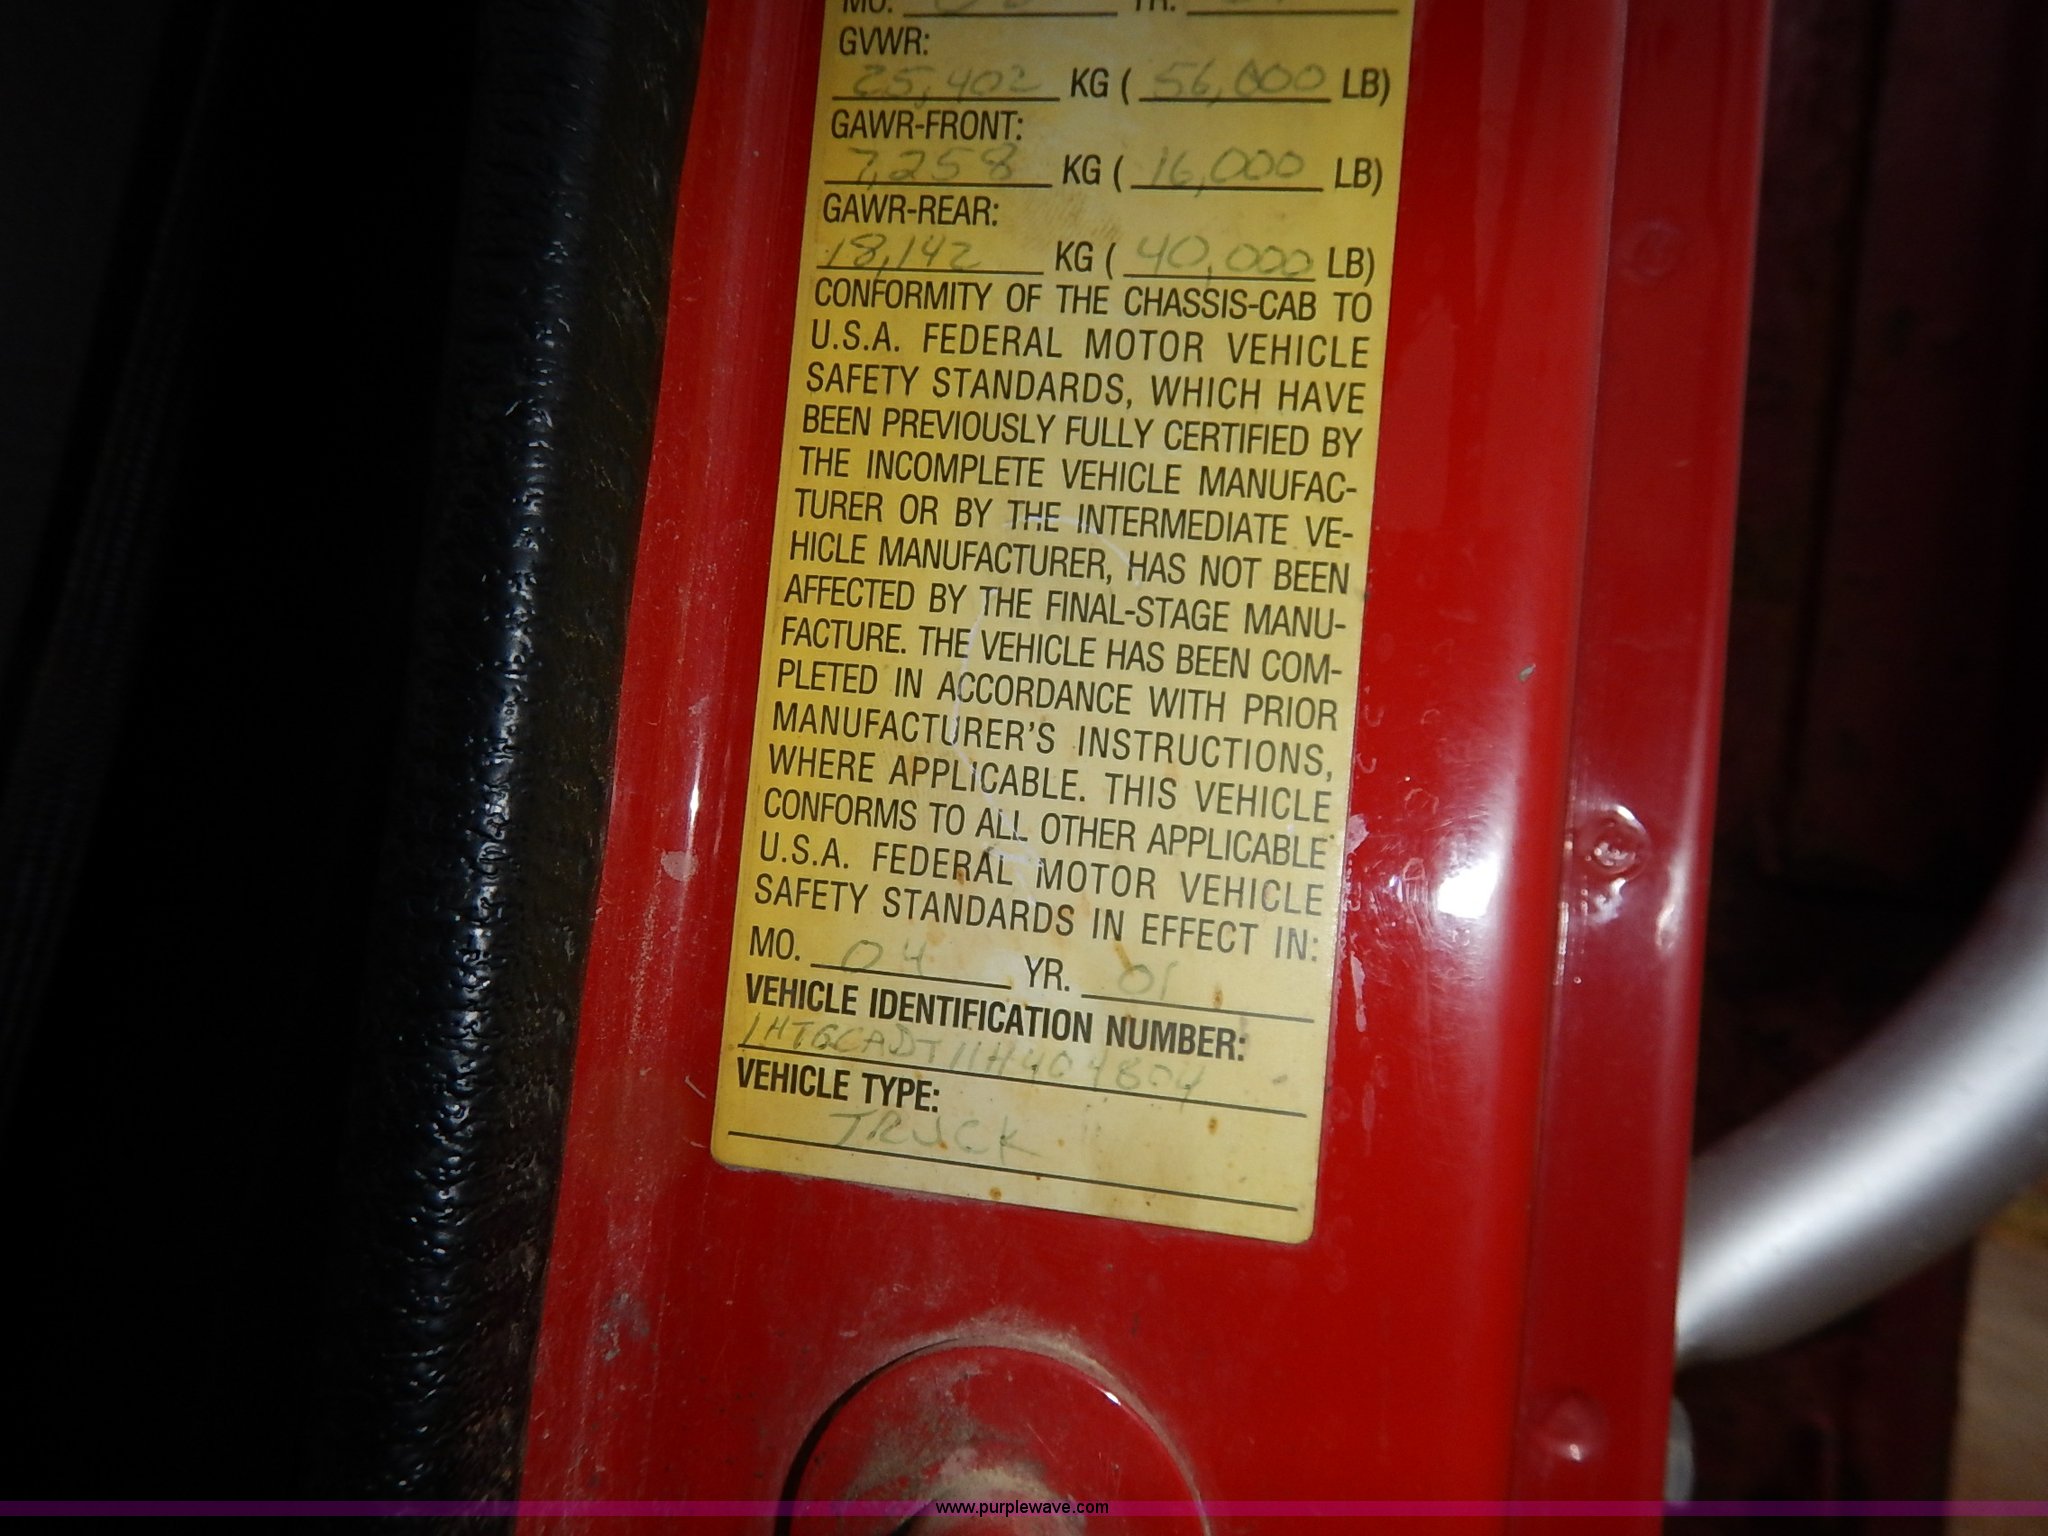 MO. YR.
GVWR:
25,402 KG ( 56,000 LB)
GAWR-FRONT:
7,258 KG ( 16,000 LB)
GAWR-REAR:
18,142 KG ( 40,000 LB)
CONFORMITY OF THE CHASSIS-CAB TO
U.S.A. FEDERAL MOTOR VEHICLE
SAFETY STANDARDS, WHICH HAVE
BEEN PREVIOUSLY FULLY CERTIFIED BY
THE INCOMPLETE VEHICLE MANUFAC-
TURER OR BY THE INTERMEDIATE VE-
HICLE MANUFACTURER, HAS NOT BEEN
AFFECTED BY THE FINAL-STAGE MANU-
FACTURE. THE VEHICLE HAS BEEN COM-
PLETED IN ACCORDANCE WITH PRIOR
MANUFACTURER'S INSTRUCTIONS,
WHERE APPLICABLE. THIS VEHICLE
CONFORMS TO ALL OTHER APPLICABLE
U.S.A. FEDERAL MOTOR VEHICLE
SAFETY STANDARDS IN EFFECT IN:
MO. 04 YR. 01
VEHICLE IDENTIFICATION NUMBER:
1HTGCADT11H404804
VEHICLE TYPE:
TRUCK
www.purplewave.com